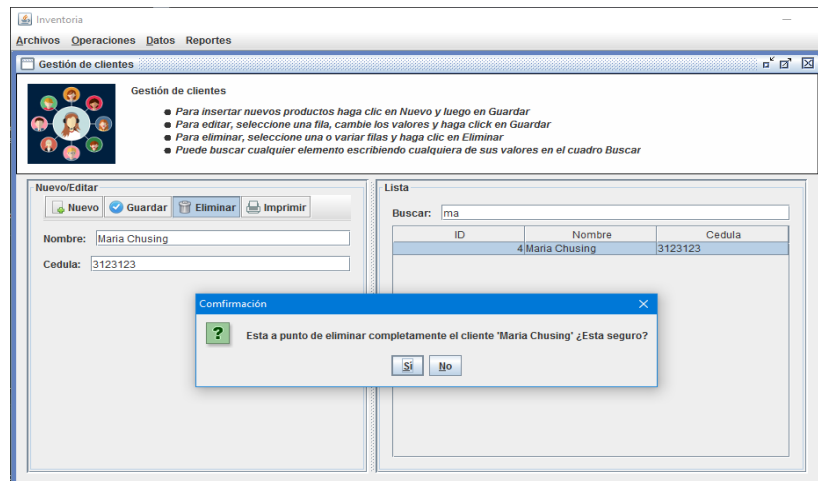 Inventoria
Archivos Operaciones Datos Reportes
Gestión de clientes
Gestión de clientes
Para insertar nuevos productos haga clic en Nuevo y luego en Guardar
Para editar, seleccione una fila, cambie los valores y haga click en Guardar
Para eliminar, seleccione una o variar filas y haga clic en Eliminar
Puede buscar cualquier elemento escribiendo cualquiera de sus valores en el cuadro Buscar
Nuevo/Editar
Nuevo Guardar Eliminar Imprimir
Nombre: Maria Chusing
Cedula: 3123123
Lista
Buscar: ma
ID Nombre Cedula
4 Maria Chusing 3123123
Comfirmación
Esta a punto de eliminar completamente el cliente 'Maria Chusing' ¿Esta seguro?
Sí No